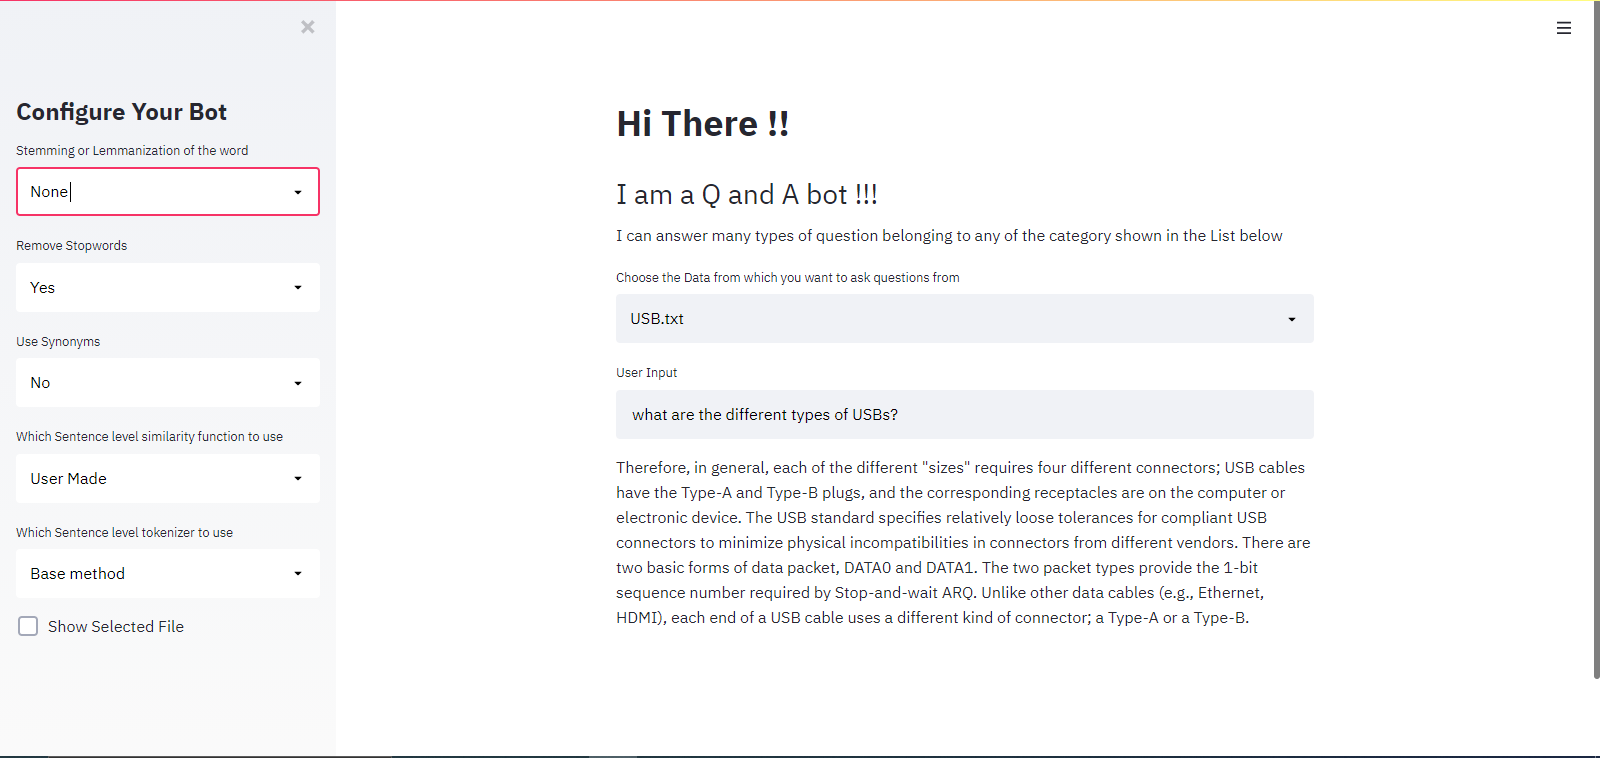 Configure Your Bot
Stemming or Lemmanization of the word
None
Remove Stopwords
Yes
Use Synonyms
No
Which Sentence level similarity function to use
User Made
Which Sentence level tokenizer to use
Base method
Show Selected File
Hi There !!
I am a Q and A bot !!!
I can answer many types of question belonging to any of the category shown in the List below
Choose the Data from which you want to ask questions from
USB.txt
User Input
what are the different types of USBs?
Therefore, in general, each of the different "sizes" requires four different connectors; USB cables
have the Type-A and Type-B plugs, and the corresponding receptacles are on the computer or
electronic device. The USB standard specifies relatively loose tolerances for compliant USB
connectors to minimize physical incompatibilities in connectors from different vendors. There are
two basic forms of data packet, DATA0 and DATA1. The two packet types provide the 1-bit
sequence number required by Stop-and-wait ARQ. Unlike other data cables (e.g., Ethernet,
HDMI), each end of a USB cable uses a different kind of connector; a Type-A or a Type-B.